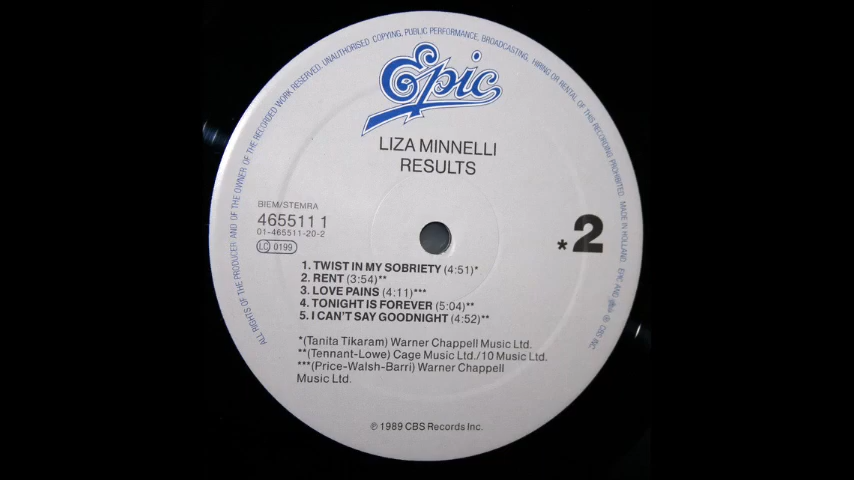 ALL RIGHTS OF THE PRODUCER AND OF THE OWNER OF THE RECORDED WORK RESERVED. UNAUTHORISED COPYING, PUBLIC PERFORMANCE, BROADCASTING, HIRING OR RENTAL OF THIS RECORDING PROHIBITED. MADE IN HOLLAND. EPIC AND ℗ CBS INC.
Epic
LIZA MINNELLI
RESULTS
BIEM/STEMRA
465511 1
01-465511-20-2
LC 0199
*2
1. TWIST IN MY SOBRIETY (4:51)*
2. RENT (3:54)**
3. LOVE PAINS (4:11)***
4. TONIGHT IS FOREVER (5:04)**
5. I CAN'T SAY GOODNIGHT (4:52)**
*(Tanita Tikaram) Warner Chappell Music Ltd.
**(Tennant-Lowe) Cage Music Ltd./10 Music Ltd.
***(Price-Walsh-Barri) Warner Chappell
Music Ltd.
℗ 1989 CBS Records Inc.